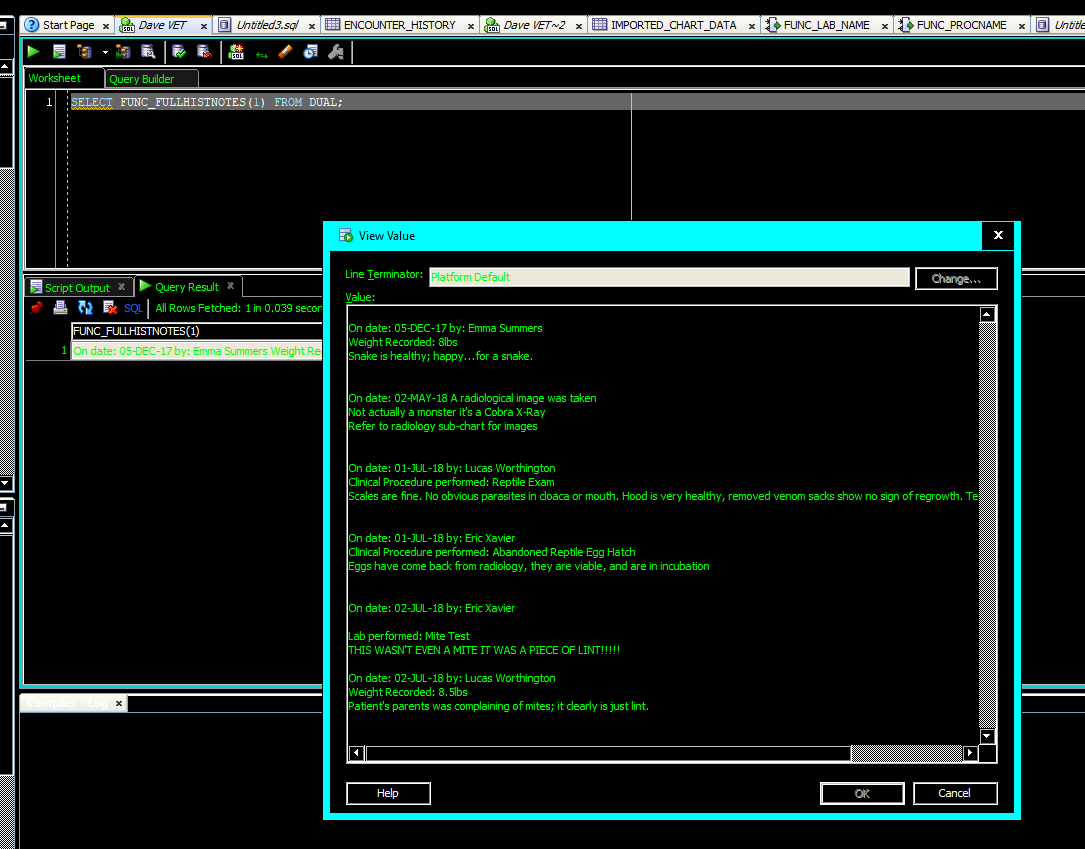 Start Page
Dave VET
Untitled3.sql
ENCOUNTER_HISTORY
Dave VET~2
IMPORTED_CHART_DATA
FUNC_LAB_NAME
FUNC_PROCNAME
Worksheet
Query Builder
1
SELECT FUNC_FULLHISTNOTES(1) FROM DUAL;
View Value
Line Terminator:
Platform Default
Change...
Value:
Script Output
Query Result
SQL
All Rows Fetched: 1 in 0.039
FUNC_FULLHISTNOTES(1)
1
On date: 05-DEC-17 by: Emma Summers Weight
On date: 05-DEC-17 by: Emma Summers
Weight Recorded: 8lbs
Snake is healthy; happy...for a snake.
On date: 02-MAY-18 A radiological image was taken
Not actually a monster it's a Cobra X-Ray
Refer to radiology sub-chart for images
On date: 01-JUL-18 by: Lucas Worthington
Clinical Procedure performed: Reptile Exam
Scales are fine. No obvious parasites in cloaca or mouth. Hood is very healthy, removed venom sacks show no sign of regrowth. Te
On date: 01-JUL-18 by: Eric Xavier
Clinical Procedure performed: Abandoned Reptile Egg Hatch
Eggs have come back from radiology, they are viable, and are in incubation
On date: 02-JUL-18 by: Eric Xavier
Lab performed: Mite Test
THIS WASN'T EVEN A MITE IT WAS A PIECE OF LINT!!!!!
On date: 02-JUL-18 by: Lucas Worthington
Weight Recorded: 8.5lbs
Patient's parents was complaining of mites; it clearly is just lint.
Compiler - Log
Help
OK
Cancel